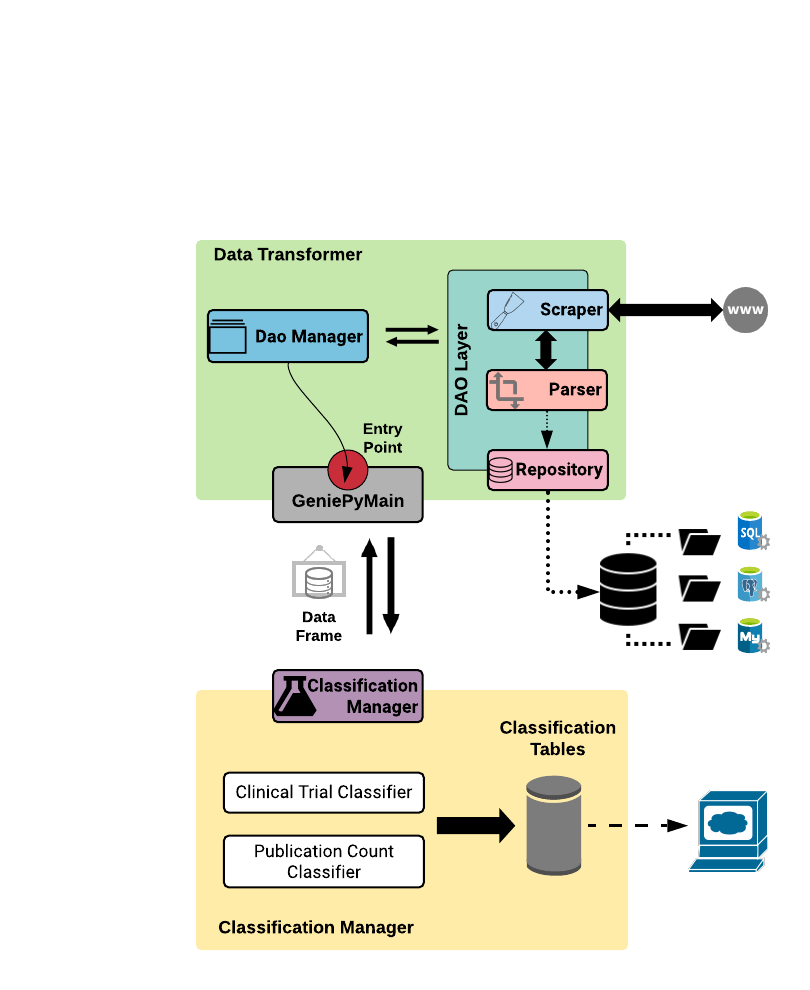 Data Transformer
Scraper
www
Dao Manager
DAO Layer
Parser
Entry
Point
Repository
GeniePyMain
SQL
Data
Frame
My
Classification
Manager
Classification
Tables
Clinical Trial Classifier
Publication Count
Classifier
Classification Manager